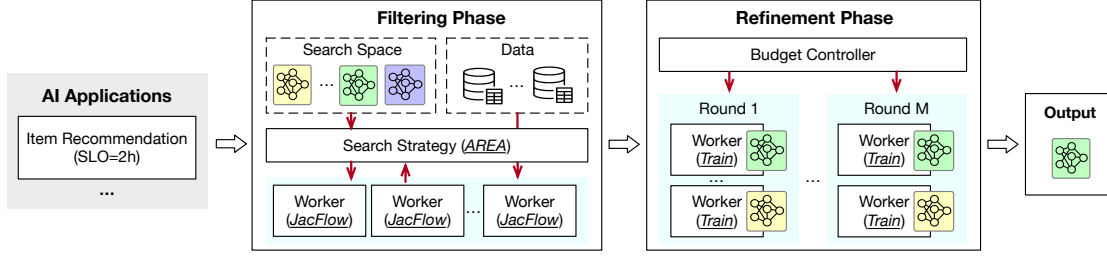 AI Applications
Item Recommendation
(SLO=2h)
...
Filtering Phase
Search Space
...
Data
...
Search Strategy (AREA)
Worker
(JacFlow)
Worker
(JacFlow)
...
Worker
(JacFlow)
Refinement Phase
Budget Controller
Round 1
Worker
(Train)
...
Worker
(Train)
...
Round M
Worker
(Train)
...
Worker
(Train)
Output